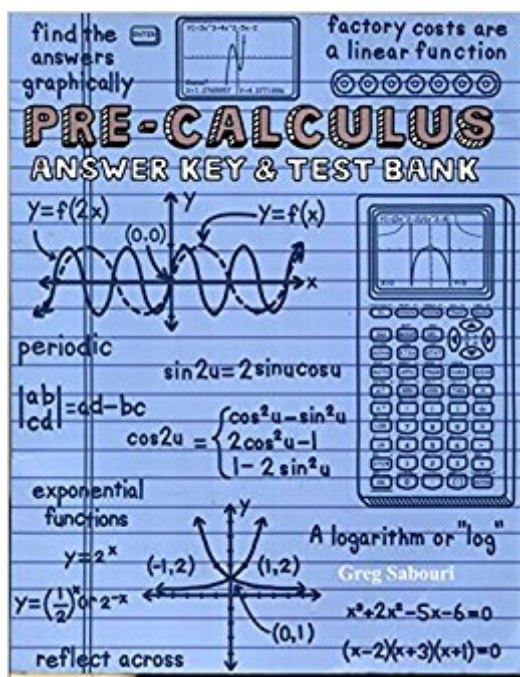 find the
answers
graphically
ENTER
factory costs are
a linear function
PRE-CALCULUS
ANSWER KEY & TEST BANK
y=f(2x)
(0,0)
y
y=f(x)
x
periodic
sin2u=2sinucosu
|ab|
|cd|=ad-bc
cos2u={cos²u-sin²u
2cos²u-1
1-2sin²u
exponential
functions
y
A logarithm or "log"
y=2ˣ
(-1,2)
(1,2)
Greg Sabouri
y=(1/2)ˣor 2⁻ˣ
x³+2x²-5x-6=0
(0,1)
(x-2)(x+3)(x+1)=0
reflect across